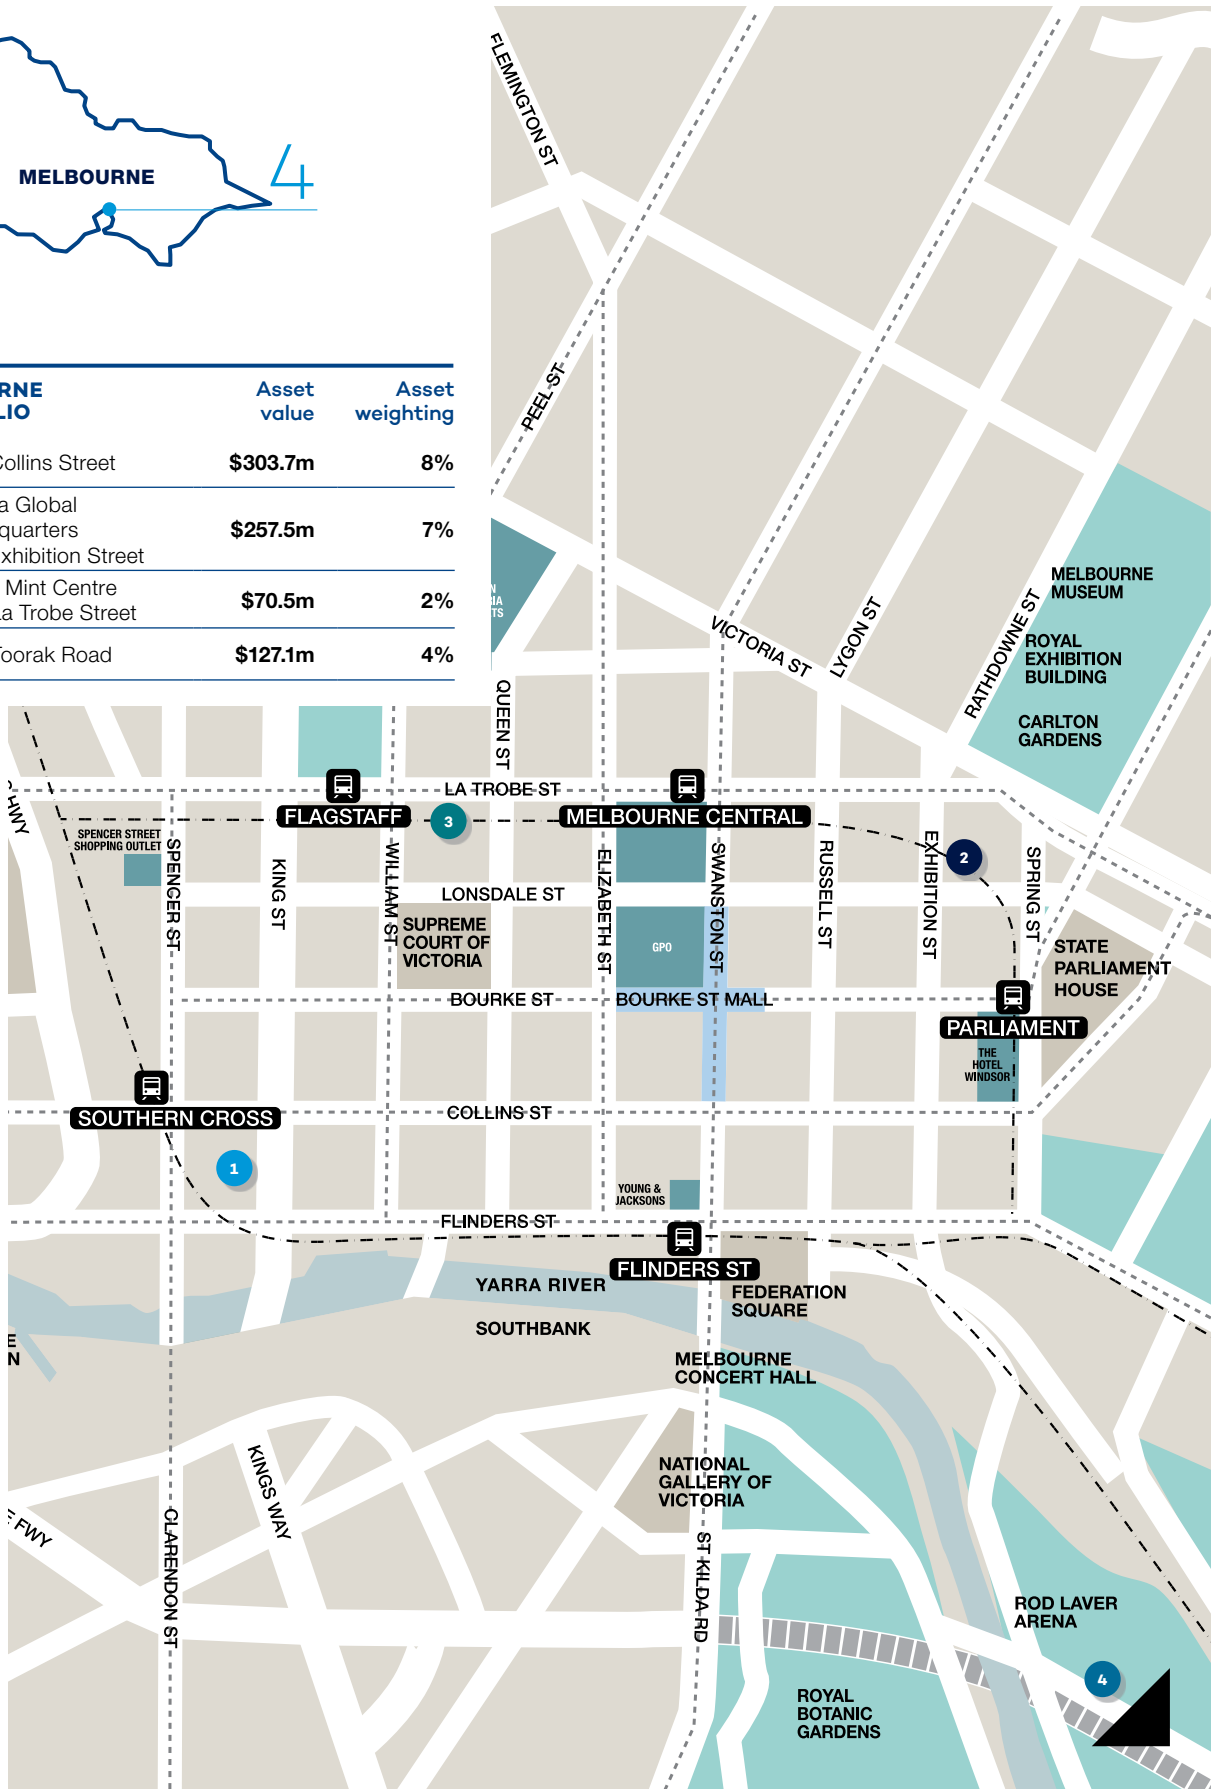 MELBOURNE
4
RNE
LIO
Asset
value
Asset
weighting
Collins Street
$303.7m
8%
a Global
quarters
xhibition Street
$257.5m
7%
Mint Centre
La Trobe Street
$70.5m
2%
Toorak Road
$127.1m
4%
FLEMINGTON ST
PEEL ST
N
IA
TS
VICTORIA ST
LYGON ST
RATHDOWNE ST
MELBOURNE
MUSEUM
ROYAL
EXHIBITION
BUILDING
CARLTON
GARDENS
QUEEN ST
LA TROBE ST
FLAGSTAFF
3
MELBOURNE CENTRAL
HWY
SPENCER STREET
SHOPPING OUTLET
SPENCER ST
KING ST
WILLIAM ST
ELIZABETH ST
SWANSTON ST
RUSSELL ST
EXHIBITION ST
2
SPRING ST
LONSDALE ST
SUPREME
COURT OF
VICTORIA
GPO
STATE
PARLIAMENT
HOUSE
BOURKE ST
BOURKE ST MALL
PARLIAMENT
THE
HOTEL
WINDSOR
SOUTHERN CROSS
COLLINS ST
1
YOUNG &
JACKSONS
FLINDERS ST
FLINDERS ST
YARRA RIVER
FEDERATION
SQUARE
SOUTHBANK
E
N
MELBOURNE
CONCERT HALL
KINGS WAY
NATIONAL
GALLERY OF
VICTORIA
FWY
CLARENDON ST
ST KILDA RD
ROD LAVER
ARENA
4
ROYAL
BOTANIC
GARDENS